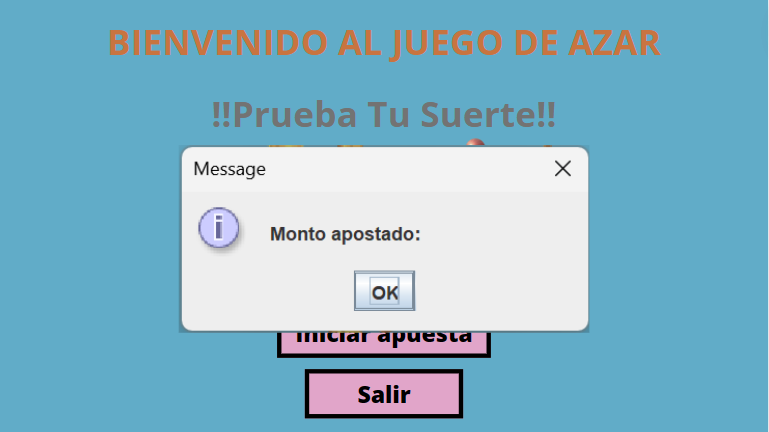 BIENVENIDO AL JUEGO DE AZAR
!!Prueba Tu Suerte!!
Message
i
Monto apostado:
OK
Iniciar apuesta
Salir